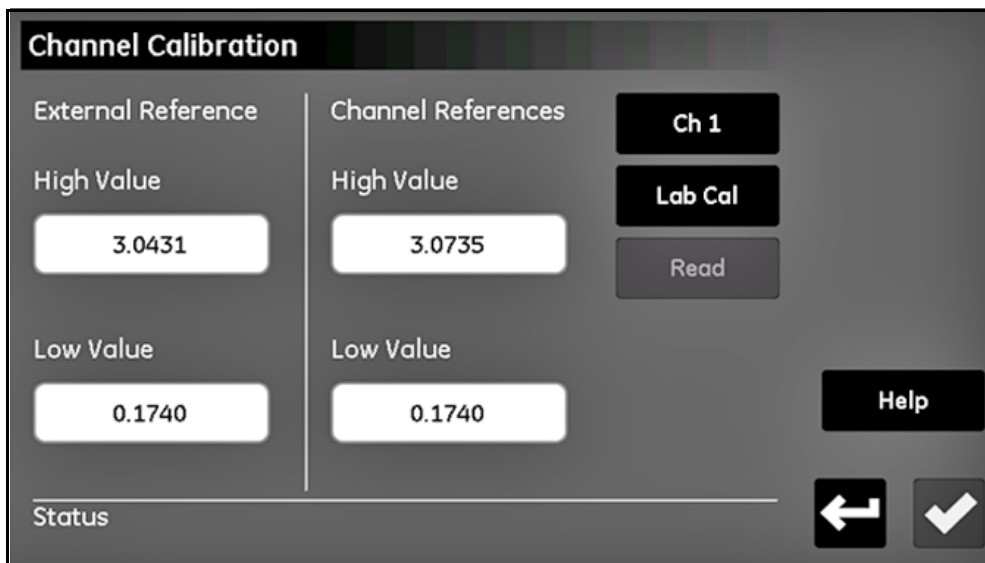 Channel Calibration
External Reference
High Value
3.0431
Low Value
0.1740
Channel References
High Value
3.0735
Low Value
0.1740
Ch 1
Lab Cal
Read
Help
Status